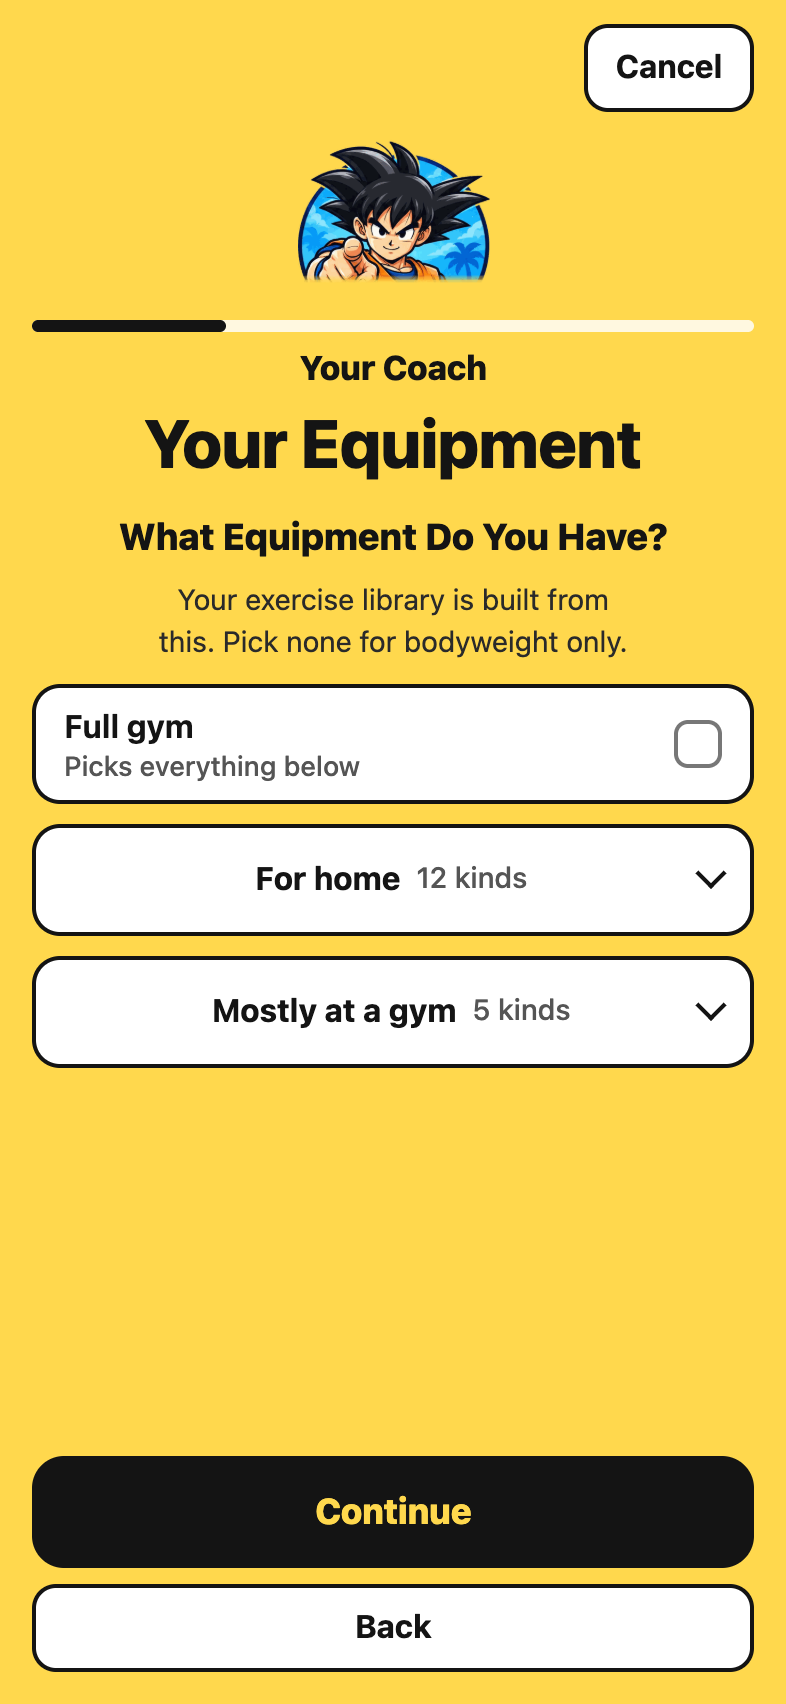 Cancel
Your Coach
Your Equipment
What Equipment Do You Have?
Your exercise library is built from
this. Pick none for bodyweight only.
Full gym
Picks everything below
For home 12 kinds
Mostly at a gym 5 kinds
Continue
Back